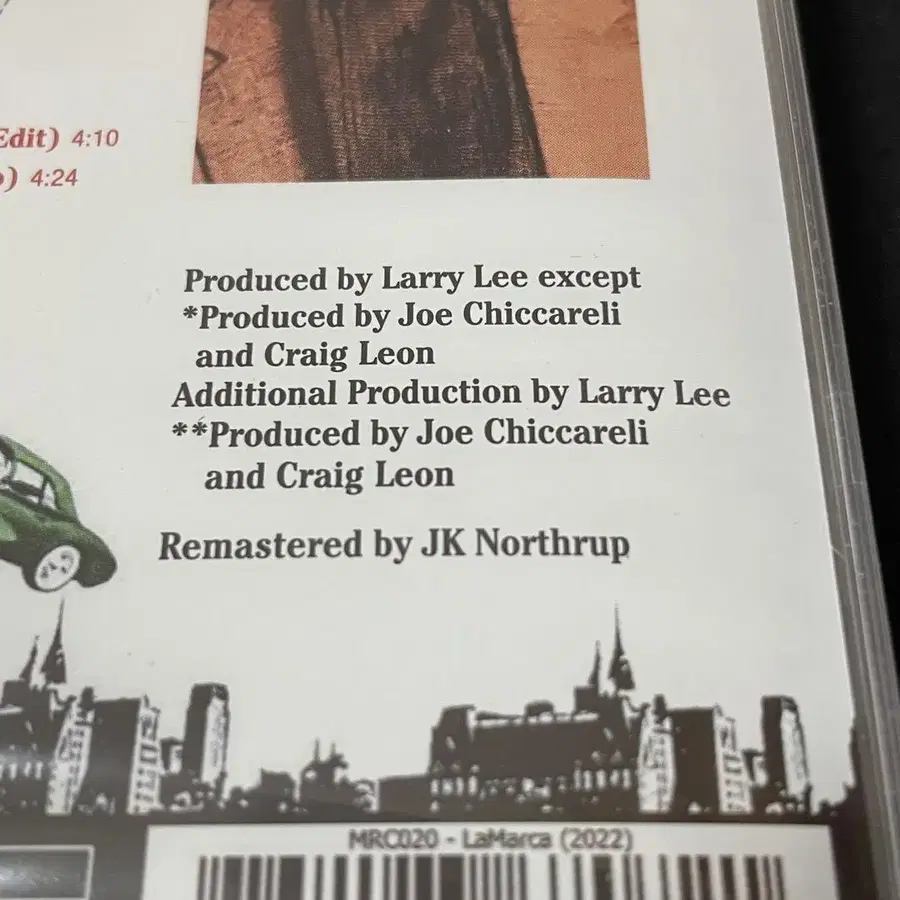 Edit) 4:10
) 4:24
Produced by Larry Lee except
*Produced by Joe Chiccareli
and Craig Leon
Additional Production by Larry Lee
**Produced by Joe Chiccareli
and Craig Leon
Remastered by JK Northrup
MRC020 - LaMarca (2022)